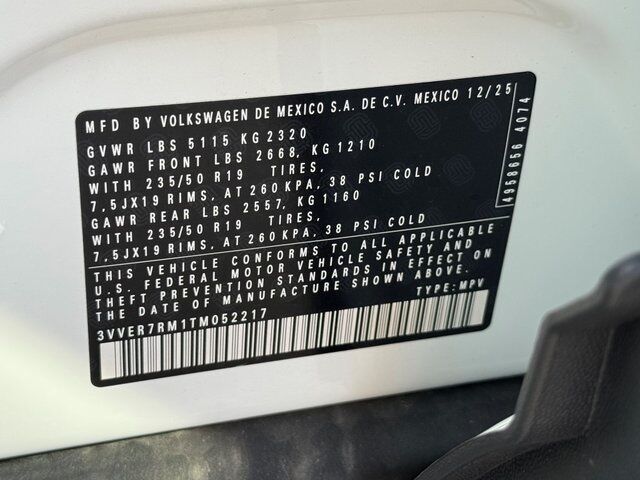 MFD BY VOLKSWAGEN DE MEXICO S.A. DE C.V. MEXICO 12/25
GVWR LBS 5115 KG 2320
GAWR FRONT LBS 2668, KG 1210
WITH 235/50 R19 TIRES,
7,5JX19 RIMS, AT 260 KPA, 38 PSI COLD
GAWR REAR LBS 2557, KG 1160
WITH 235/50 R19 TIRES,
7,5JX19 RIMS, AT 260 KPA, 38 PSI COLD
THIS VEHICLE CONFORMS TO ALL APPLICABLE
U.S. FEDERAL MOTOR VEHICLE SAFETY AND
THEFT PREVENTION STANDARDS IN EFFECT ON
THE DATE OF MANUFACTURE SHOWN ABOVE.
3VVER7RM1TM052217 TYPE: MPV
4958656 4074